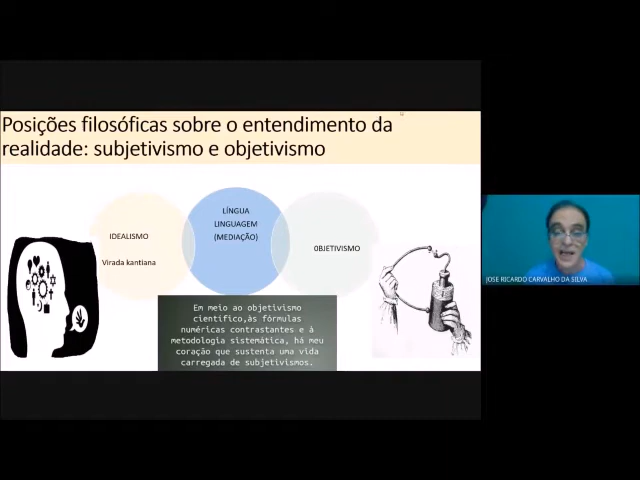 Posições filosóficas sobre o entendimento da
realidade: subjetivismo e objetivismo
IDEALISMO
Virada kantiana
LÍNGUA
LINGUAGEM
(MEDIAÇÃO)
0BJETIVISMO
Em meio ao objetivismo
científico,às fórmulas
numéricas contrastantes e à
metodologia sistemática, há meu
coração que sustenta uma vida
carregada de subjetivismos.
JOSE RICARDO CARVALHO DA SILVA